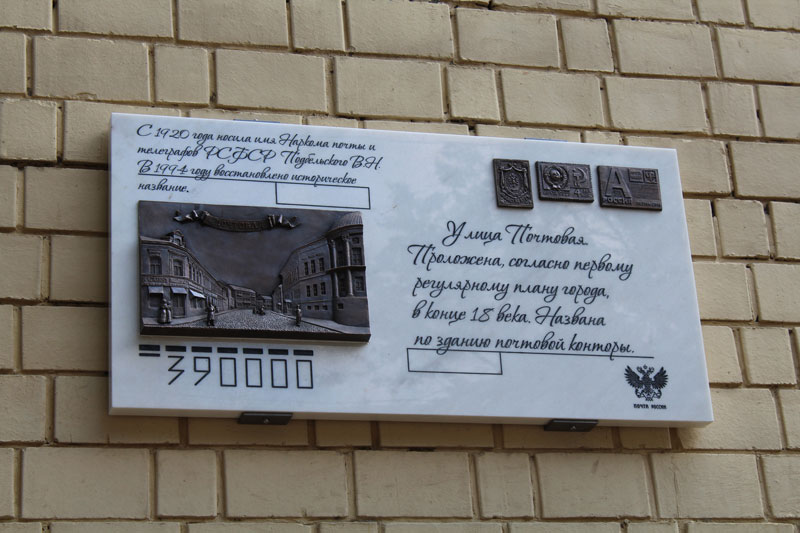 С 1920 года носила имя Наркома почты и
телеграфов РСФСР Подбельского В.Н.
В 1994 году восстановлено историческое
название.
Улица Почтовая
Проложена, согласно первому
регулярному плану города,
в конце 18 века. Названа
по зданию почтовой конторы.
390000
ПОЧТА РОССИИ
А